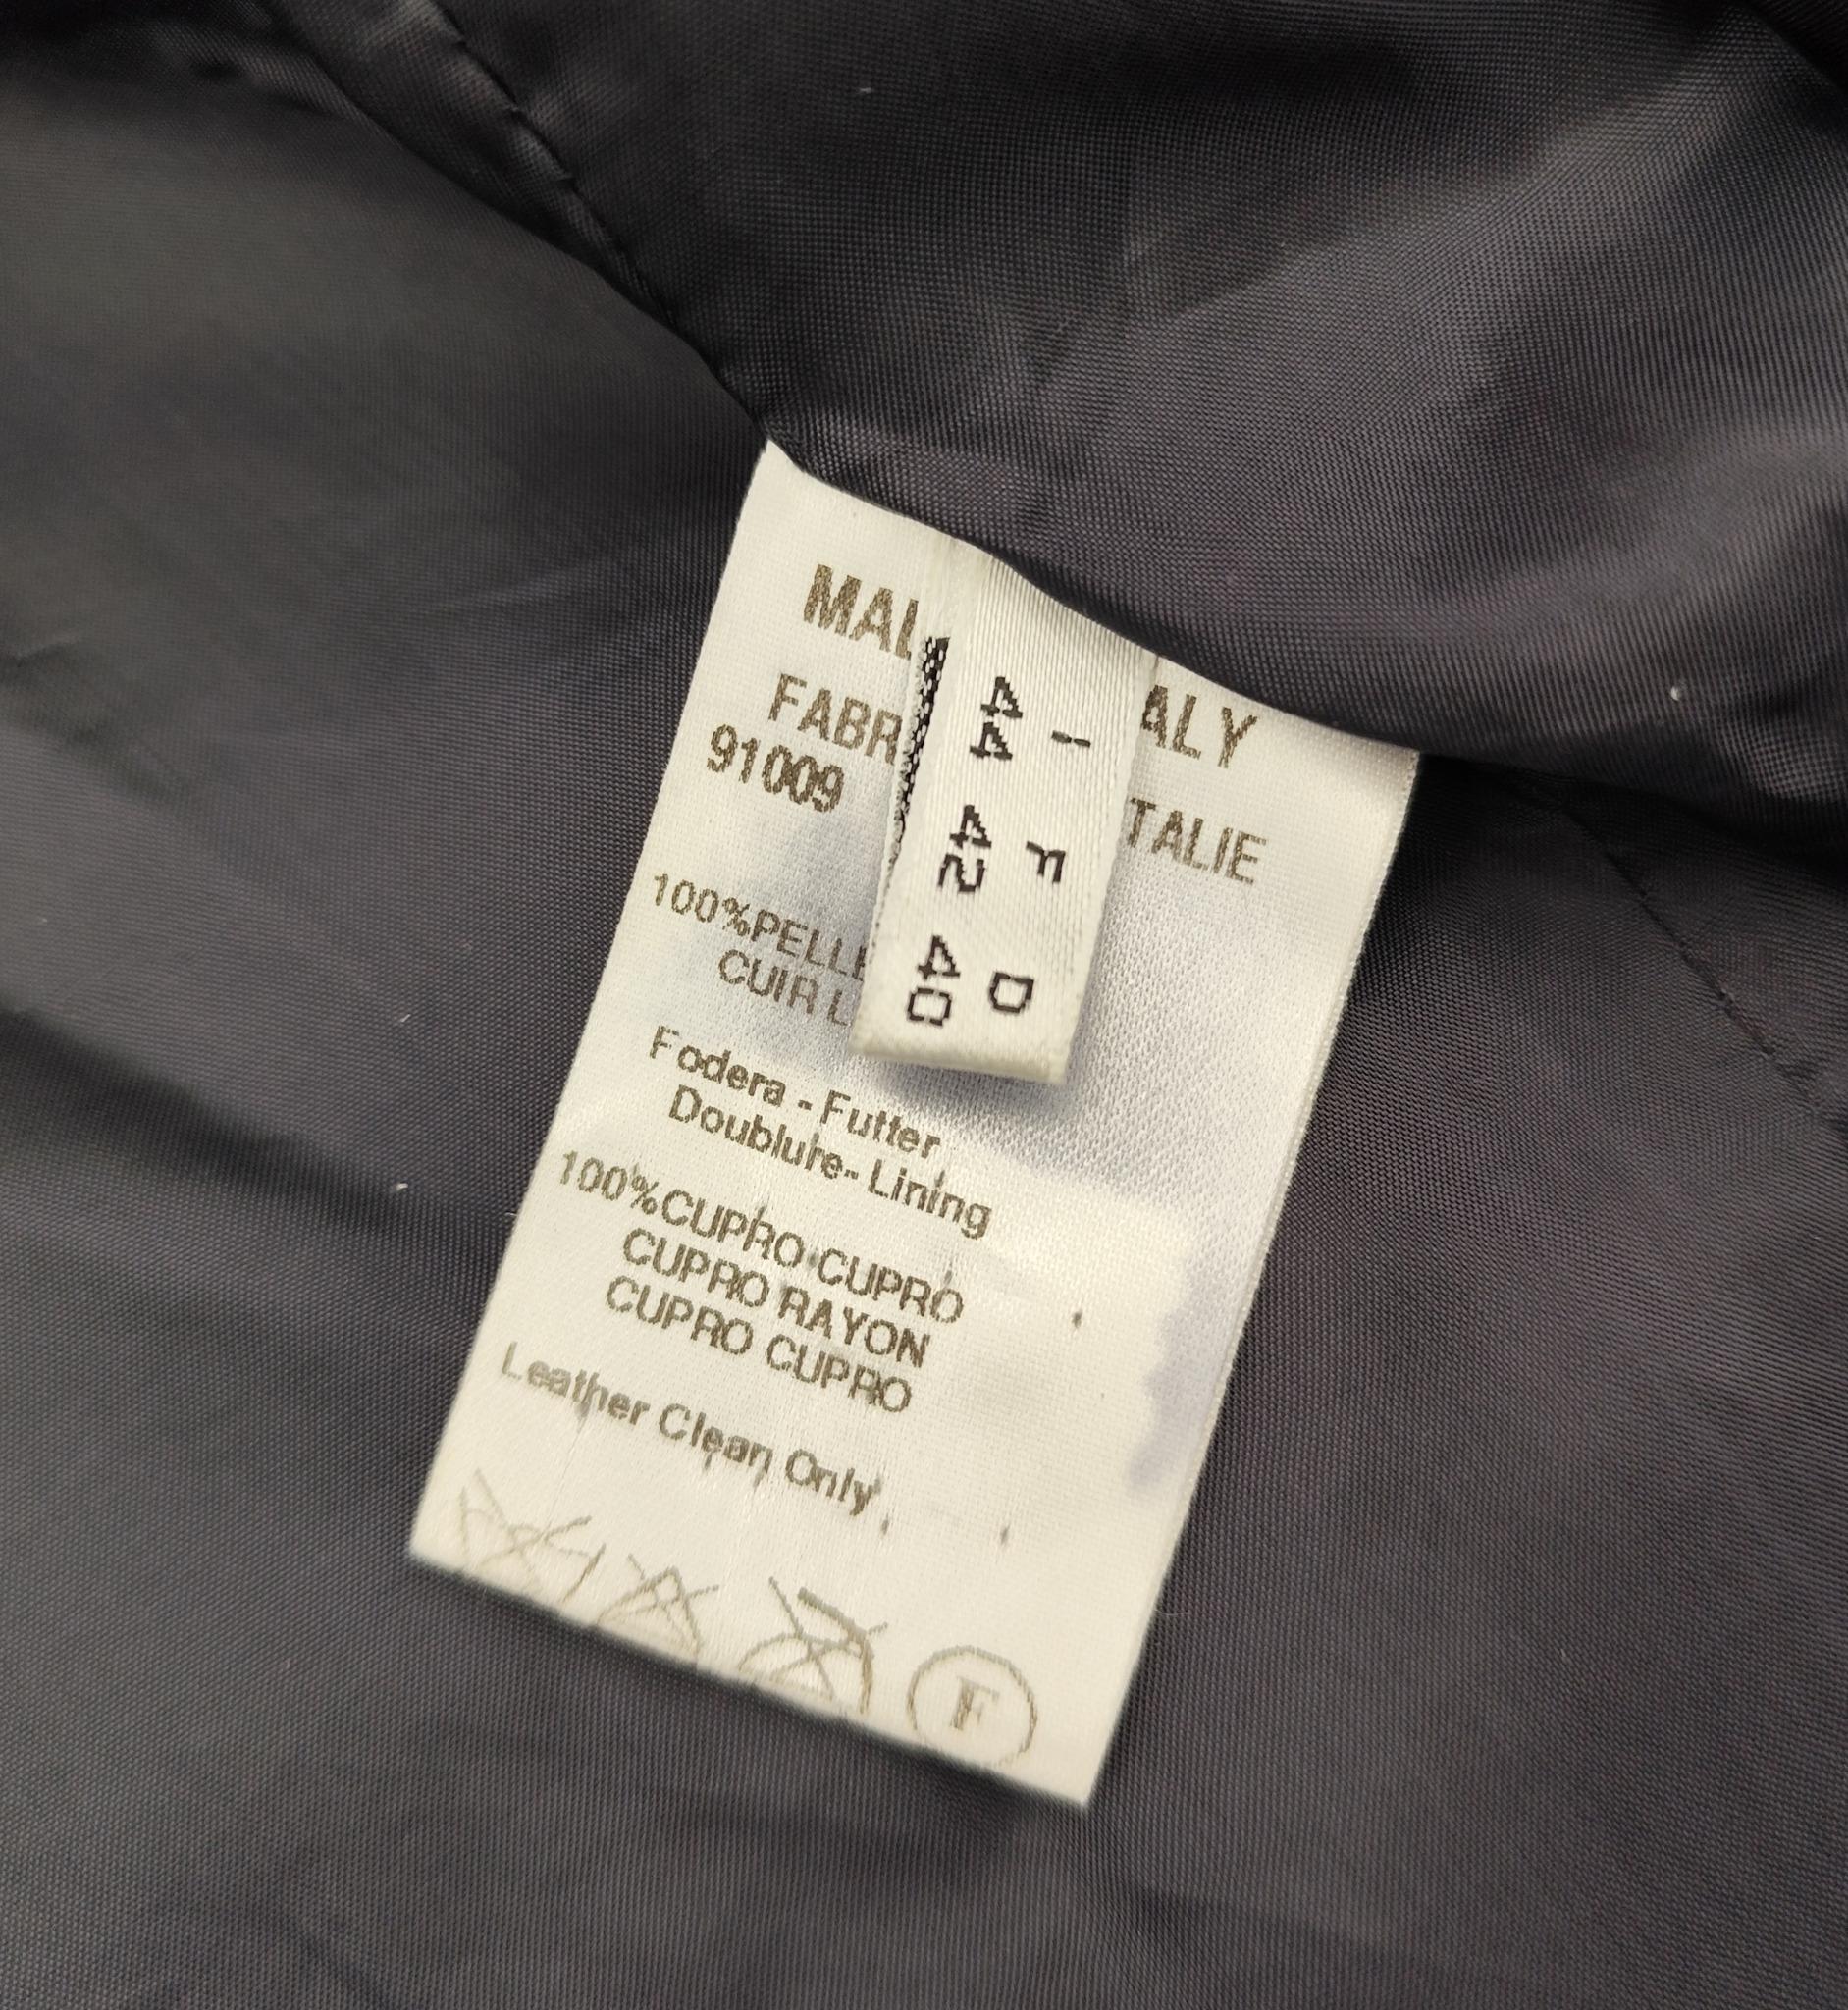 MAD ALY
FABR TALIE
91009
100%PELLE
CUIR L
Fodera - Futter
Doublure- Lining
100%CUPRO CUPRO
CUPRO RAYON
CUPRO CUPRO
Leather Clean Only
F
I F D
44 42 40